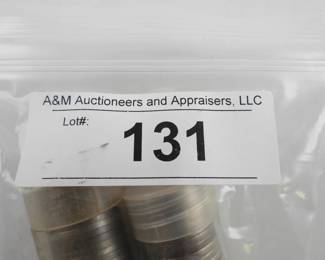 A&M Auctioneers and Appraisers, LLC
Lot#: 131